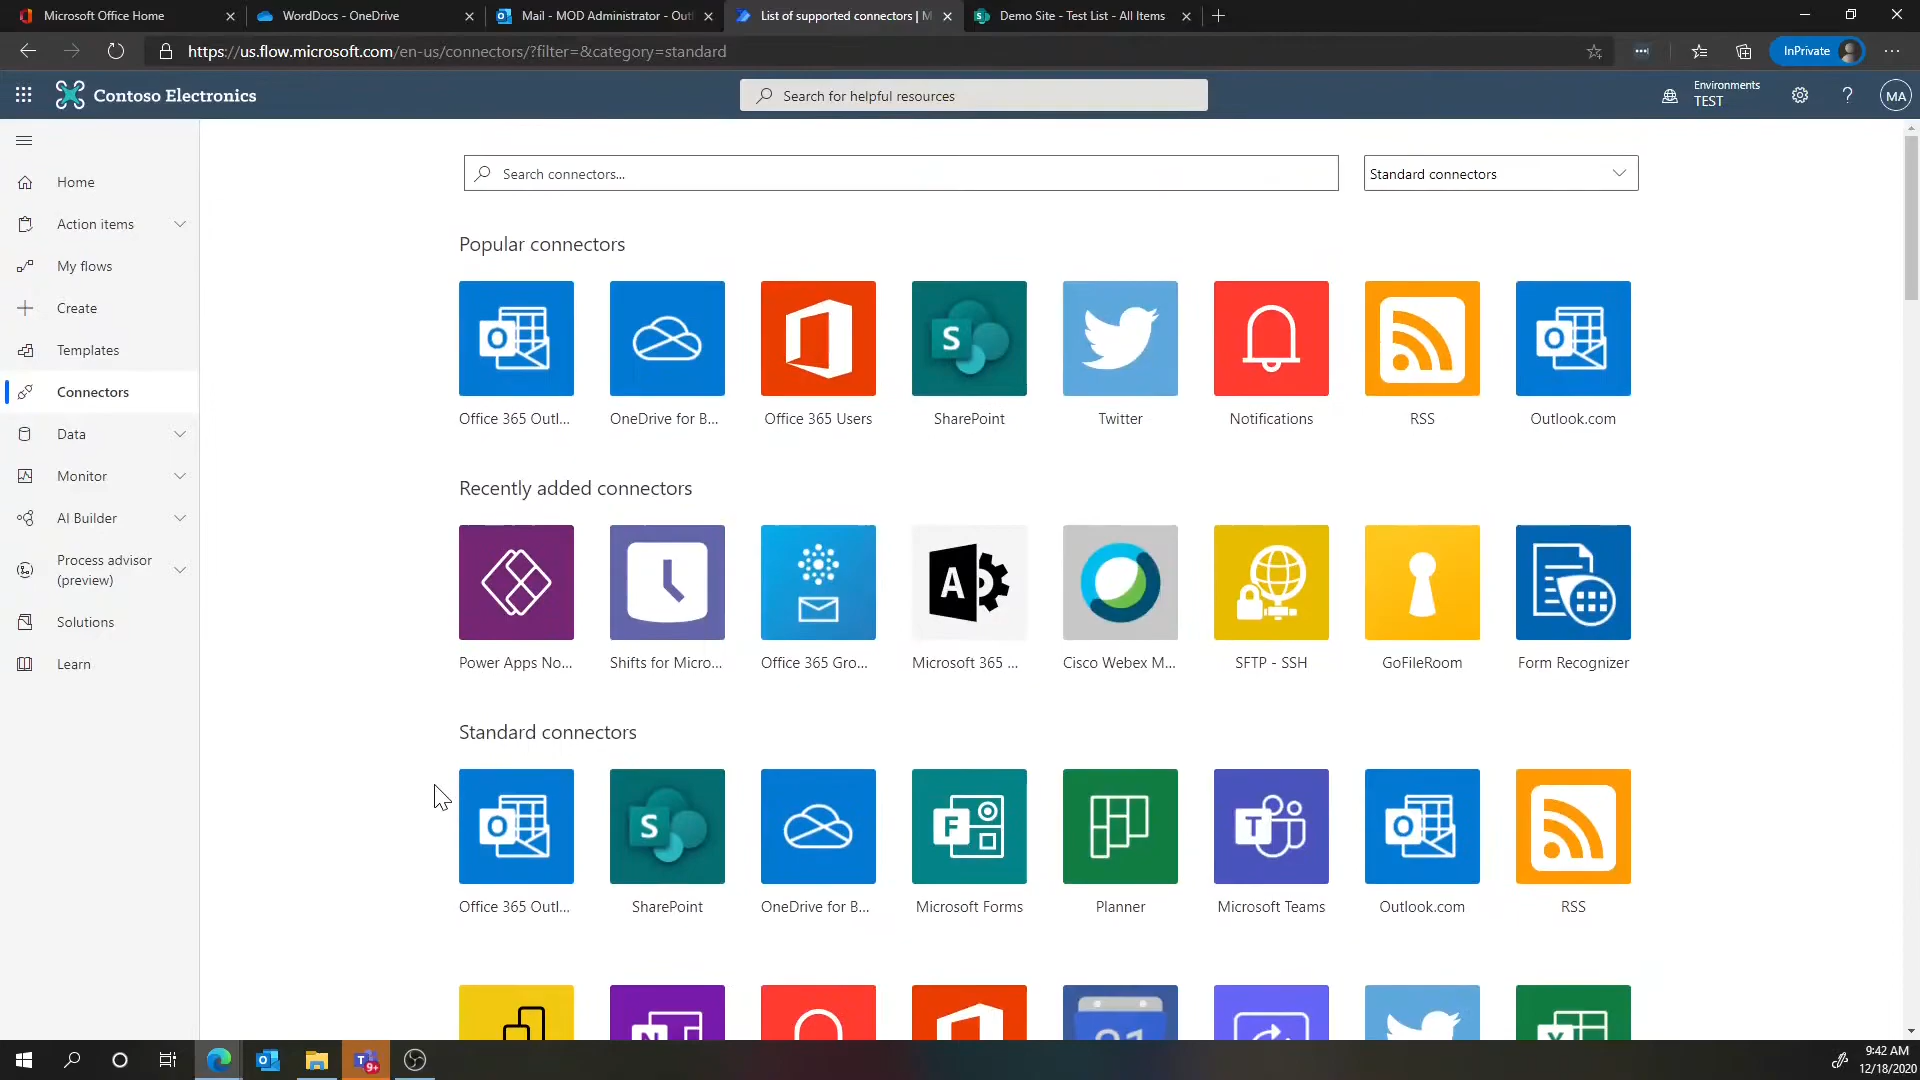 Microsoft Office Home
WordDocs - OneDrive
Mail - MOD Administrator - Outl
List of supported connectors | M
Demo Site - Test List - All Items
https://us.flow.microsoft.com/en-us/connectors/?filter=&category=standard
InPrivate
Contoso Electronics
Search for helpful resources
Environments
TEST
?
MA
Search connectors...
Standard connectors
Home
Action items
My flows
Create
Templates
Connectors
Data
Monitor
AI Builder
Process advisor
(preview)
Solutions
Learn
Popular connectors
Office 365 Outl...
OneDrive for B...
Office 365 Users
SharePoint
Twitter
Notifications
RSS
Outlook.com
Recently added connectors
Power Apps No...
Shifts for Micro...
Office 365 Gro...
Microsoft 365 ...
Cisco Webex M...
SFTP - SSH
GoFileRoom
Form Recognizer
Standard connectors
Office 365 Outl...
SharePoint
OneDrive for B...
Microsoft Forms
Planner
Microsoft Teams
Outlook.com
RSS
9+
9:42 AM
12/18/2020